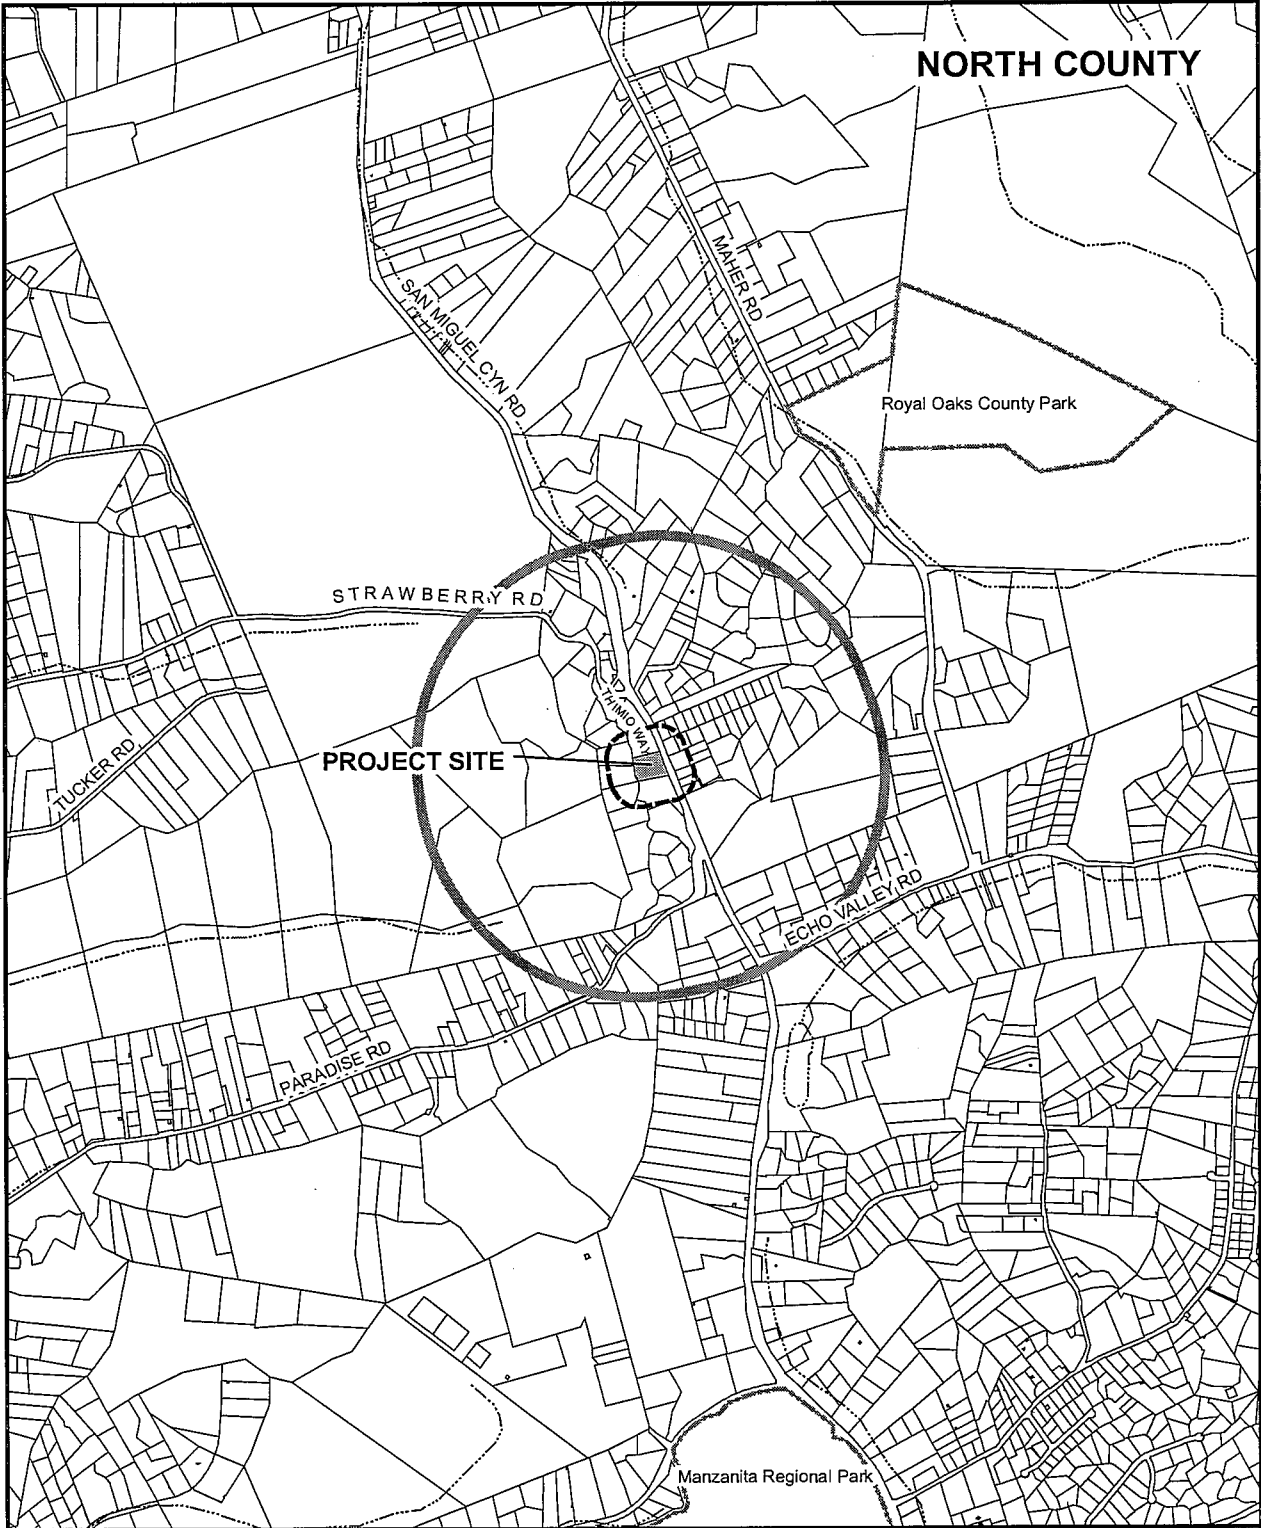 NORTH COUNTY
MAHER RD
SAN MIGUEL CYN RD
Royal Oaks County Park
STRAWBERRY RD
THIMIO WAY
PROJECT SITE
TUCKER RD
ECHO VALLEY RD
PARADISE RD
Manzanita Regional Park